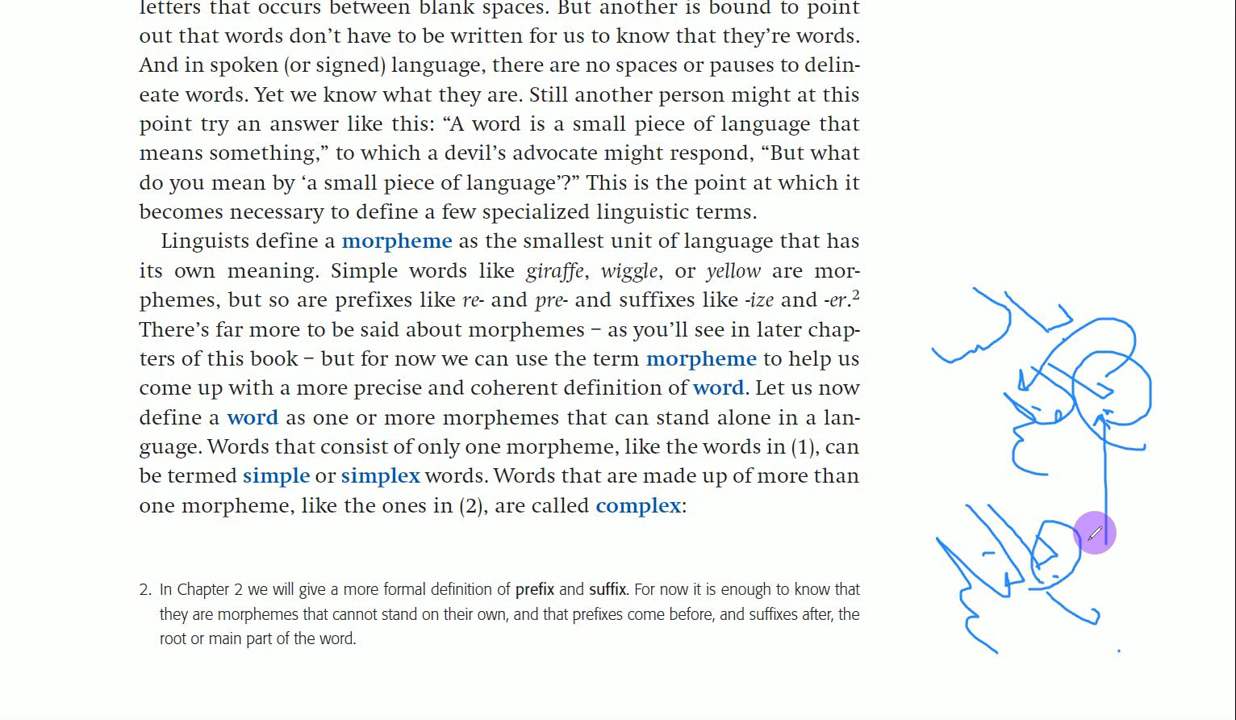 letters that occurs between blank spaces. But another is bound to point
out that words don't have to be written for us to know that they're words.
And in spoken (or signed) language, there are no spaces or pauses to delin-
eate words. Yet we know what they are. Still another person might at this
point try an answer like this: “A word is a small piece of language that
means something,” to which a devil's advocate might respond, “But what
do you mean by ‘a small piece of language’?” This is the point at which it
becomes necessary to define a few specialized linguistic terms.
Linguists define a morpheme as the smallest unit of language that has
its own meaning. Simple words like giraffe, wiggle, or yellow are mor-
phemes, but so are prefixes like re- and pre- and suffixes like -ize and -er.²
There's far more to be said about morphemes – as you'll see in later chap-
ters of this book – but for now we can use the term morpheme to help us
come up with a more precise and coherent definition of word. Let us now
define a word as one or more morphemes that can stand alone in a lan-
guage. Words that consist of only one morpheme, like the words in (1), can
be termed simple or simplex words. Words that are made up of more than
one morpheme, like the ones in (2), are called complex:
2. In Chapter 2 we will give a more formal definition of prefix and suffix. For now it is enough to know that
they are morphemes that cannot stand on their own, and that prefixes come before, and suffixes after, the
root or main part of the word.